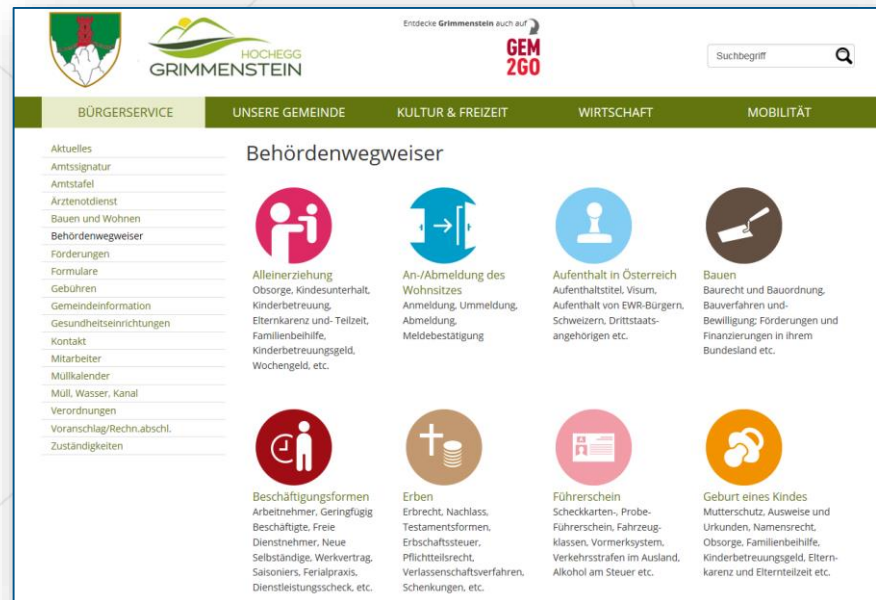 Entdecke Grimmenstein auch auf
GEM
2GO
HOCHEGG
GRIMMENSTEIN
Suchbegriff
BÜRGERSERVICE
UNSERE GEMEINDE
KULTUR & FREIZEIT
WIRTSCHAFT
MOBILITÄT
Aktuelles
Amtssignatur
Amtstafel
Ärztenotdienst
Bauen und Wohnen
Behördenwegweiser
Förderungen
Formulare
Gebühren
Gemeindeinformation
Gesundheitseinrichtungen
Kontakt
Mitarbeiter
Müllkalender
Müll, Wasser, Kanal
Verordnungen
Voranschlag/Rechn.abschl.
Zuständigkeiten
Behördenwegweiser
Alleinerziehung
Obsorge, Kindesunterhalt,
Kinderbetreuung,
Elternkarenz und- Teilzeit,
Familienbeihilfe,
Kinderbetreuungsgeld,
Wochengeld, etc.
An-/Abmeldung des
Wohnsitzes
Anmeldung, Ummeldung,
Abmeldung,
Meldebestätigung
Aufenthalt in Österreich
Aufenthaltstitel, Visum,
Aufenthalt von EWR-Bürgern,
Schweizern, Drittstaats-
angehörigen etc.
Bauen
Baurecht und Bauordnung,
Bauverfahren und-
Bewilligung; Förderungen und
Finanzierungen in ihrem
Bundesland etc.
Beschäftigungsformen
Arbeitnehmer, Geringfügig
Beschäftigte, Freie
Dienstnehmer, Neue
Selbständige, Werkvertrag,
Saisoniers, Ferialpraxis,
Dienstleistungsscheck, etc.
Erben
Erbrecht, Nachlass,
Testamentsformen,
Erbschaftssteuer,
Pflichtteilsrecht,
Verlassenschaftsverfahren,
Schenkungen, etc.
Führerschein
Scheckkarten-, Probe-
Führerschein, Fahrzeug-
klassen, Vormerksystem,
Verkehrsstrafen im Ausland,
Alkohol am Steuer etc.
Geburt eines Kindes
Mutterschutz, Ausweise und
Urkunden, Namensrecht,
Obsorge, Familienbeihilfe,
Kinderbetreuungsgeld, Eltern-
karenz und Elternteilzeit etc.